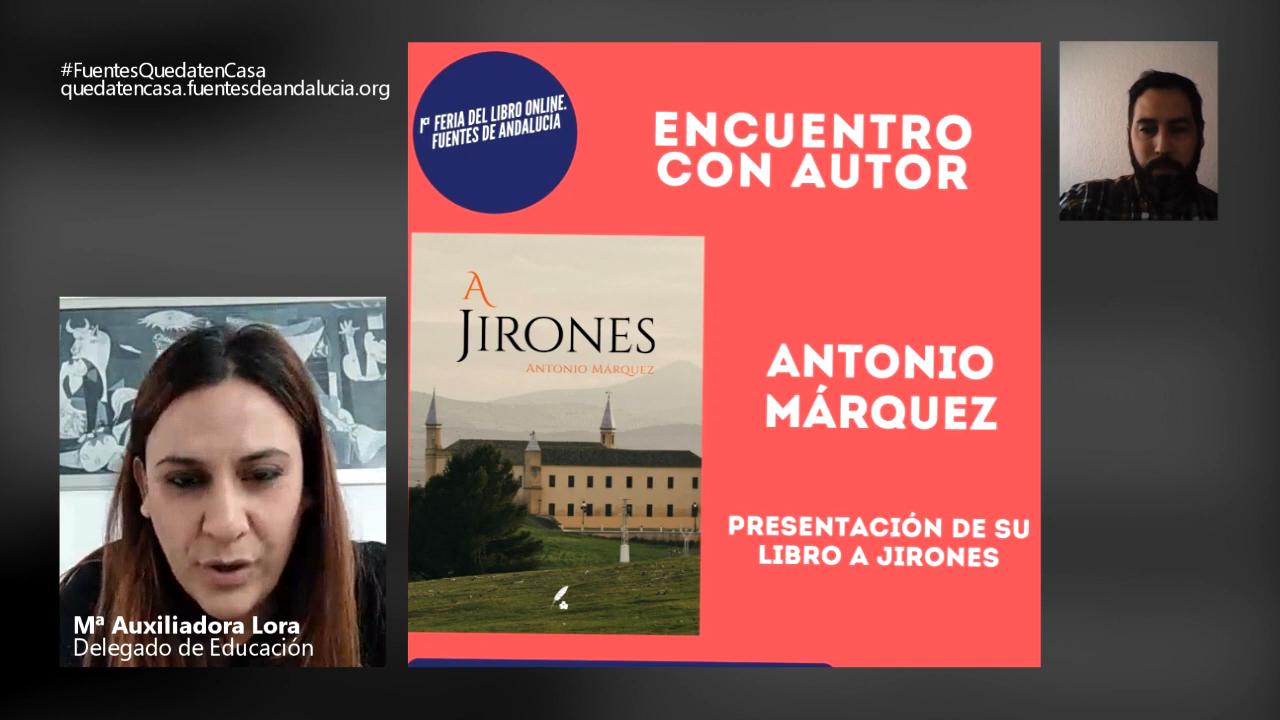 #FuentesQuedatenCasa
quedatencasa.fuentesdeandalucia.org
1ª FERIA DEL LIBRO ONLINE.
FUENTES DE ANDALUCÍA
ENCUENTRO
CON AUTOR
A
JIRONES
ANTONIO MÁRQUEZ
ANTONIO
MÁRQUEZ
PRESENTACIÓN DE SU
LIBRO A JIRONES
Mª Auxiliadora Lora
Delegado de Educación